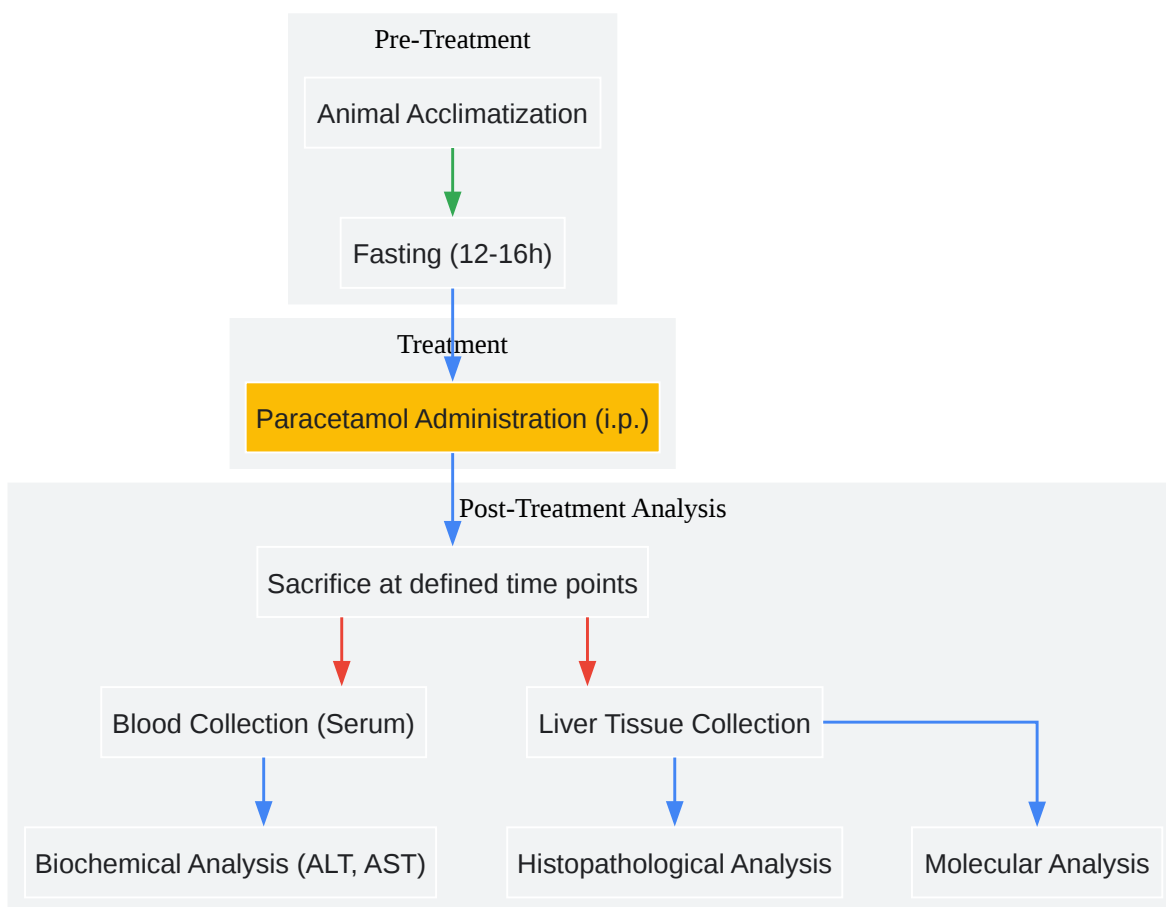 Pre-Treatment
Animal Acclimatization
Fasting (12-16h)
Treatment
Paracetamol Administration (i.p.)
Post-Treatment Analysis
Sacrifice at defined time points
Blood Collection (Serum)
Liver Tissue Collection
Biochemical Analysis (ALT, AST)
Histopathological Analysis
Molecular Analysis